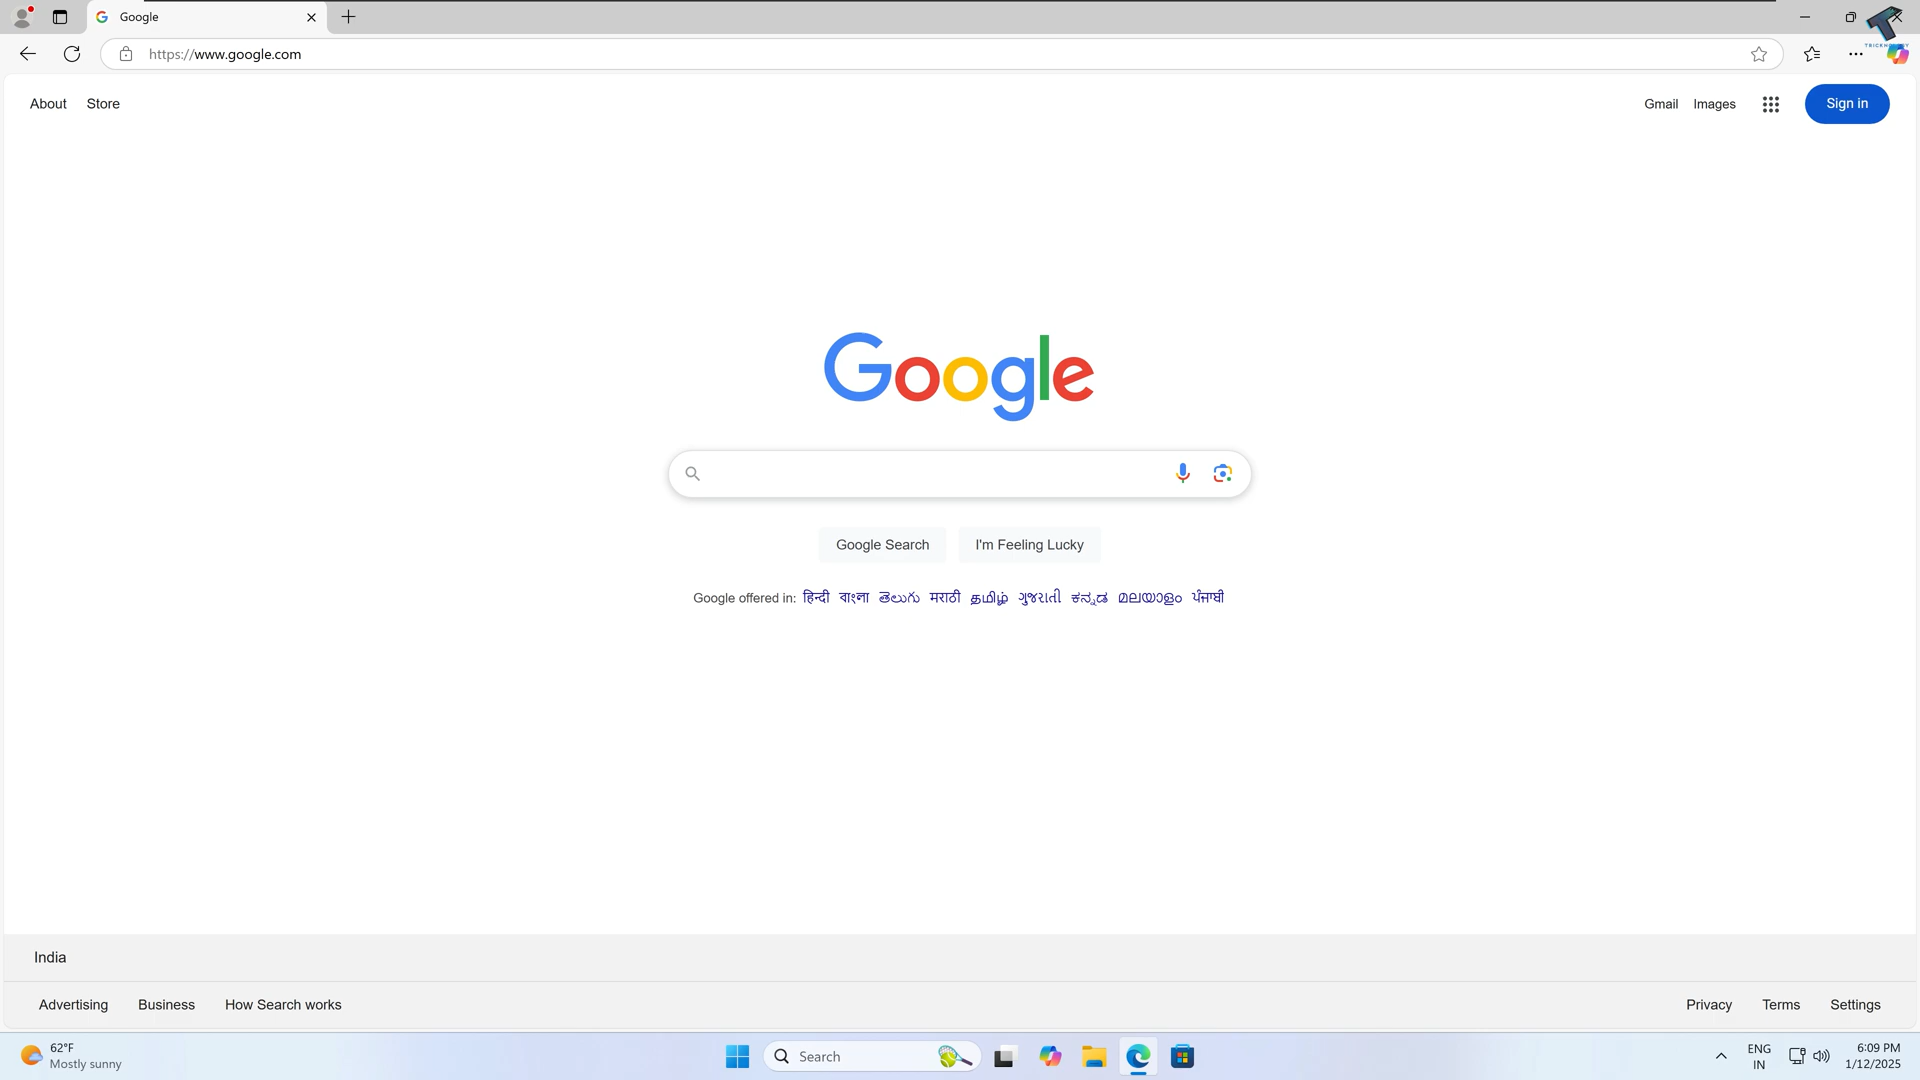 Google
https://www.google.com
TRICKNOLOGY
About Store
Gmail Images Sign in
Google
Google Search I'm Feeling Lucky
Google offered in: हिन्दी বাংলা తెలుగు मराठी தமிழ் ગુજરાતી ಕನ್ನಡ മലയാളം ਪੰਜਾਬੀ
India
Advertising Business How Search works Privacy Terms Settings
62°F
Mostly sunny
Search
ENG
IN
6:09 PM
1/12/2025